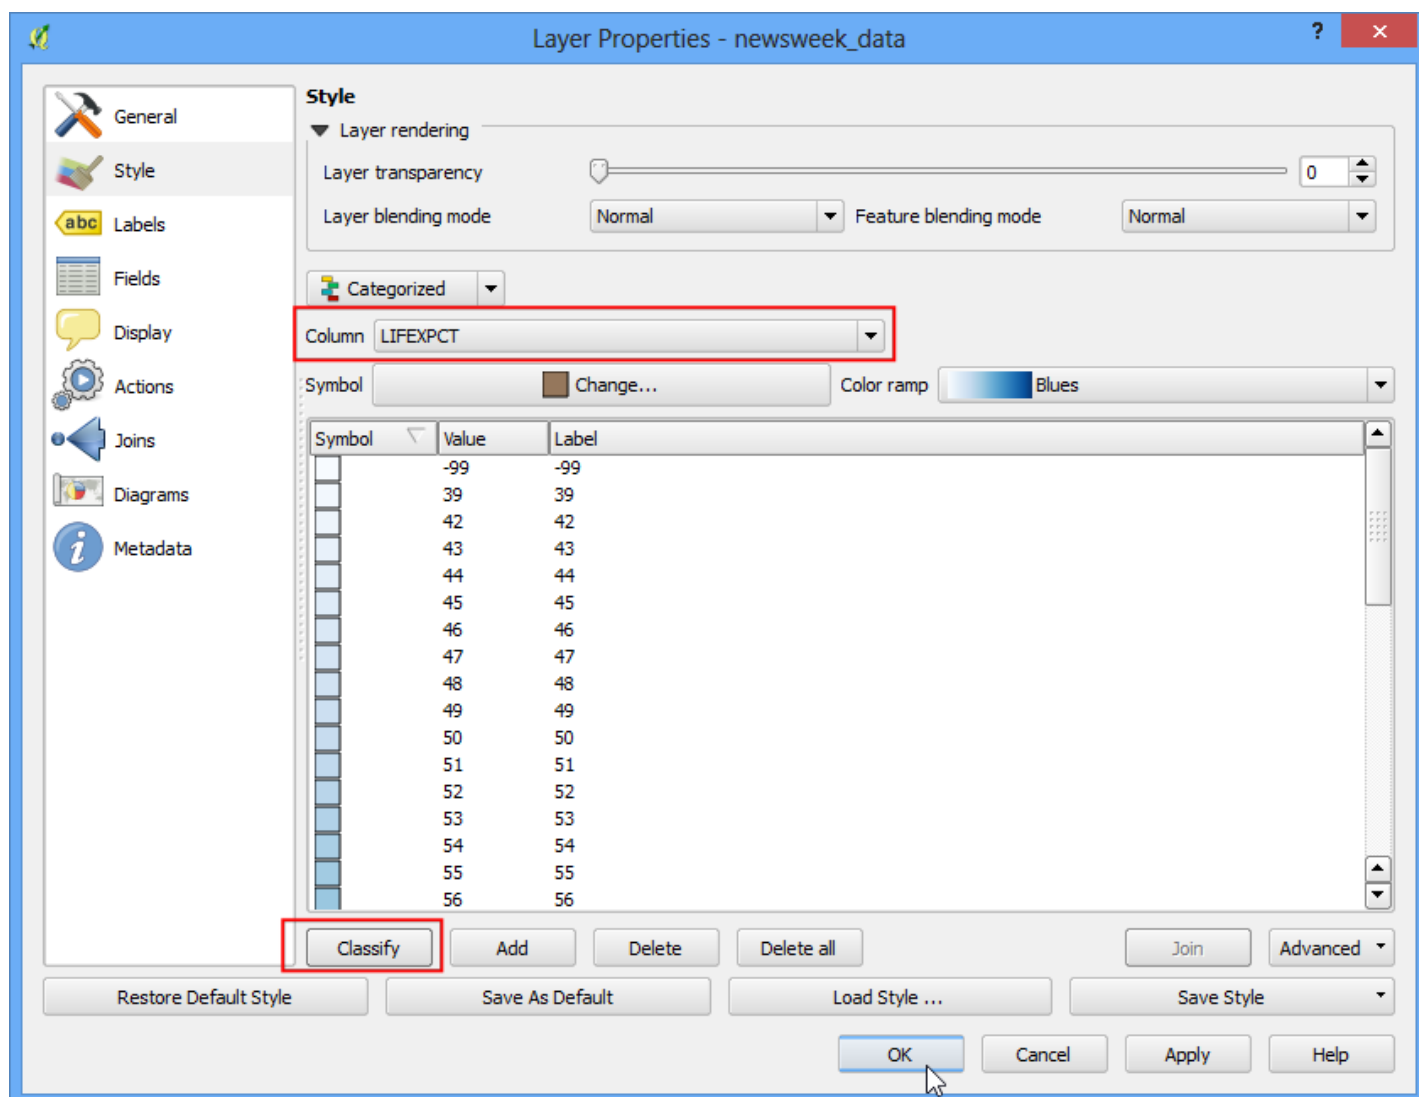 Layer Properties - newsweek_data ? ×
General
Style
Labels
Fields
Display
Actions
Joins
Diagrams
Metadata
abc
Style
Layer rendering
Layer transparency 0
Layer blending mode Normal Feature blending mode Normal
Categorized
Column LIFEXPCT
Symbol Change... Color ramp Blues
Symbol Value Label
-99 -99
39 39
42 42
43 43
44 44
45 45
46 46
47 47
48 48
49 49
50 50
51 51
52 52
53 53
54 54
55 55
56 56
Classify Add Delete Delete all Join Advanced
Restore Default Style Save As Default Load Style ... Save Style
OK Cancel Apply Help